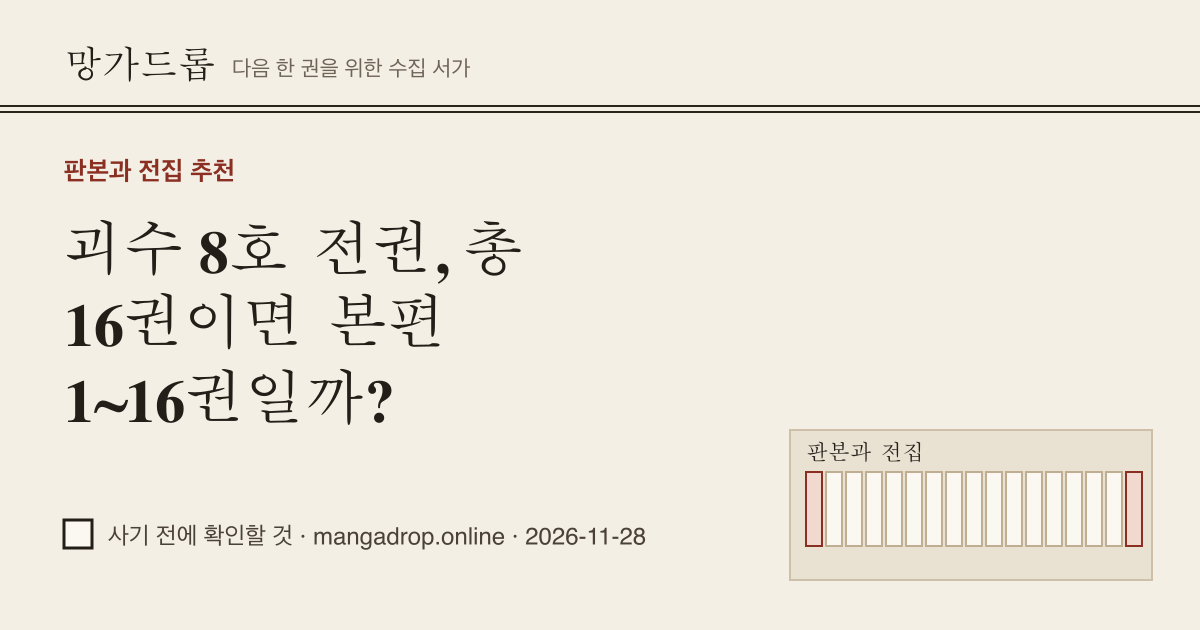 망가드롭 다음 한 권을 위한 수집 서가
판본과 전집 추천
괴수 8호 전권, 총
16권이면 본편
1~16권일까?
판본과 전집
사기 전에 확인할 것 · mangadrop.online · 2026-11-28